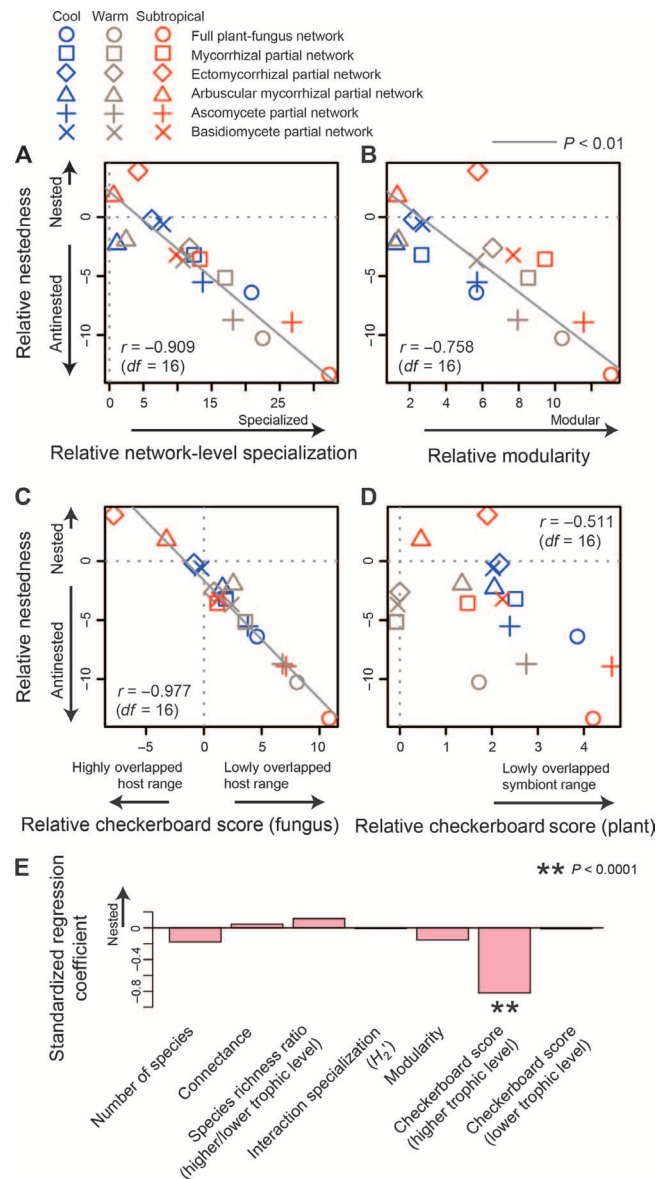 Cool Warm Subtropical
Full plant-fungus network
Mycorrhizal partial network
Ectomycorrhizal partial network
Arbuscular mycorrhizal partial network
Ascomycete partial network
Basidiomycete partial network
P < 0.01
A
B
Relative nestedness
Nested
Antinested
0
−5
−10
r = −0.909
(df = 16)
0 5 15 25
Specialized
Relative network-level specialization
r = −0.758
(df = 16)
2 4 6 8 10
Modular
Relative modularity
C
D
Relative nestedness
Nested
Antinested
0
−5
−10
r = −0.977
(df = 16)
−5 0 5 10
Highly overlapped
host range
Lowly overlapped
host range
Relative checkerboard score (fungus)
r = −0.511
(df = 16)
0 1 2 3 4
Lowly overlapped
symbiont range
Relative checkerboard score (plant)
E
** P < 0.0001
Standardized regression
coefficient
Nested
0
−0.4
−0.8
**
Number of species
Connectance
Species richness ratio
(higher/lower trophic level)
Interaction specialization
(H2')
Modularity
Checkerboard score
(higher trophic level)
Checkerboard score
(lower trophic level)